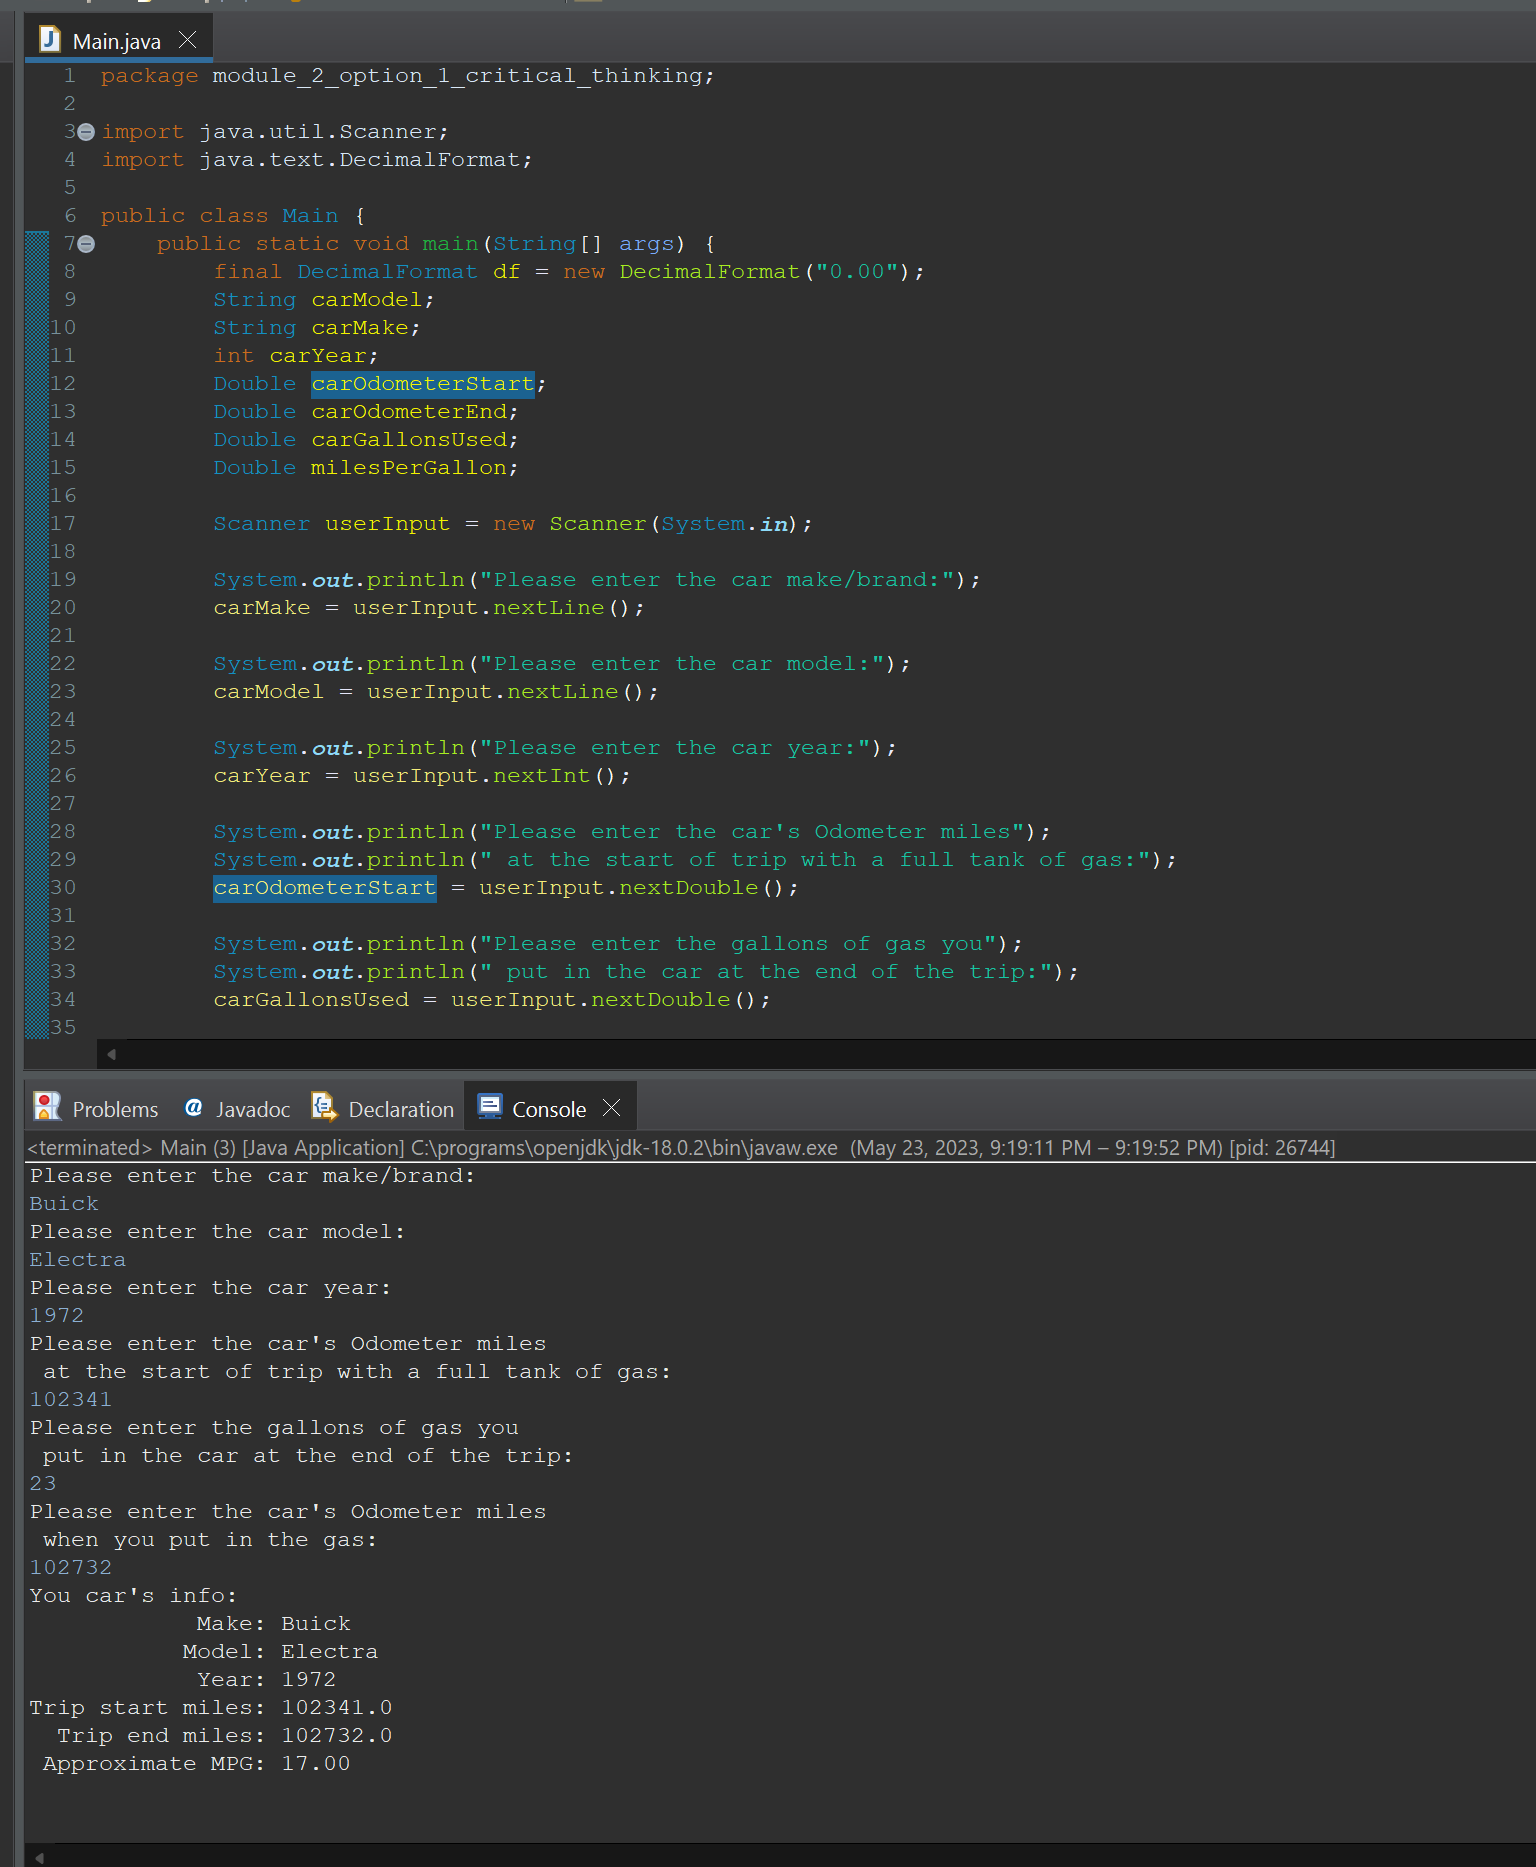 Main.java
1 package module_2_option_1_critical_thinking;
2
3 import java.util.Scanner;
4 import java.text.DecimalFormat;
5
6 public class Main {
7     public static void main(String[] args) {
8         final DecimalFormat df = new DecimalFormat("0.00");
9         String carModel;
10         String carMake;
11         int carYear;
12         Double carOdometerStart;
13         Double carOdometerEnd;
14         Double carGallonsUsed;
15         Double milesPerGallon;
16
17         Scanner userInput = new Scanner(System.in);
18
19         System.out.println("Please enter the car make/brand:");
20         carMake = userInput.nextLine();
21
22         System.out.println("Please enter the car model:");
23         carModel = userInput.nextLine();
24
25         System.out.println("Please enter the car year:");
26         carYear = userInput.nextInt();
27
28         System.out.println("Please enter the car's Odometer miles");
29         System.out.println(" at the start of trip with a full tank of gas:");
30         carOdometerStart = userInput.nextDouble();
31
32         System.out.println("Please enter the gallons of gas you");
33         System.out.println(" put in the car at the end of the trip:");
34         carGallonsUsed = userInput.nextDouble();
35
Problems Javadoc Declaration Console
<terminated> Main (3) [Java Application] C:\programs\openjdk\jdk-18.0.2\bin\javaw.exe (May 23, 2023, 9:19:11 PM – 9:19:52 PM) [pid: 26744]
Please enter the car make/brand:
Buick
Please enter the car model:
Electra
Please enter the car year:
1972
Please enter the car's Odometer miles
 at the start of trip with a full tank of gas:
102341
Please enter the gallons of gas you
 put in the car at the end of the trip:
23
Please enter the car's Odometer miles
 when you put in the gas:
102732
You car's info:
            Make: Buick
           Model: Electra
            Year: 1972
Trip start miles: 102341.0
  Trip end miles: 102732.0
 Approximate MPG: 17.00